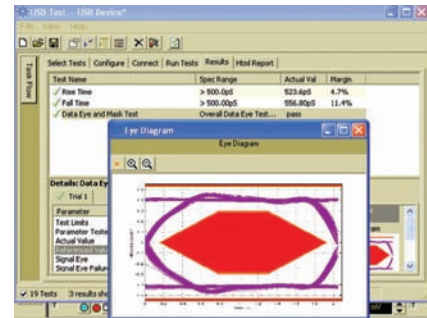 USB Test -- USB Device*
File View Help
Task Flow
Select Tests Configure Connect Run Tests Results Html Report
Test Name Spec Range Actual Val Margin
Rise Time > 500.0pS 523.6pS 4.7%
Fall Time > 500.0pS 556.80pS 11.4%
Data Eye and Mask Test Overall Data Eye Test... pass
Eye Diagram
Eye Diagram
Details: Data Ey
Trial 1
Parameter
Test Limits
Parameter Teste
Actual Value
Referenced Valu
Signal Eye
Signal Eye Failur
19 Tests 3 results sh